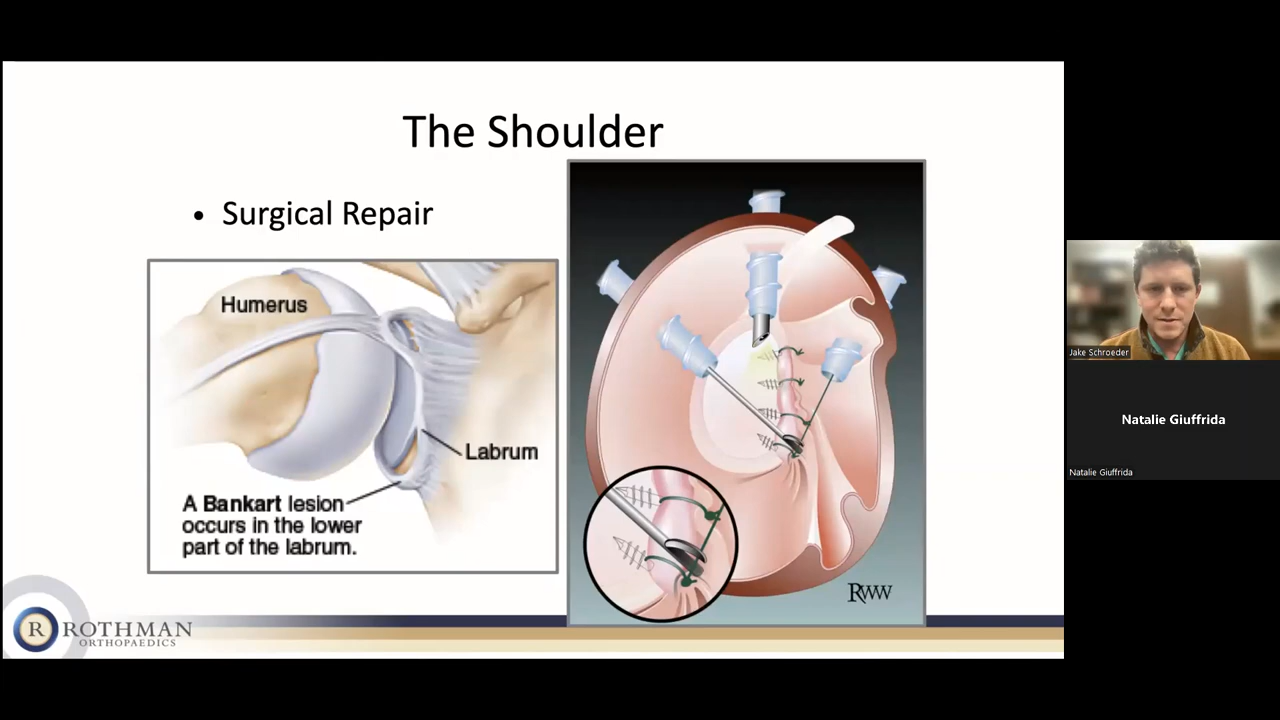 The Shoulder
• Surgical Repair
Humerus
Labrum
A Bankart lesion
occurs in the lower
part of the labrum.
RWW
R ROTHMAN
ORTHOPAEDICS
Jake Schroeder
Natalie Giuffrida
Natalie Giuffrida